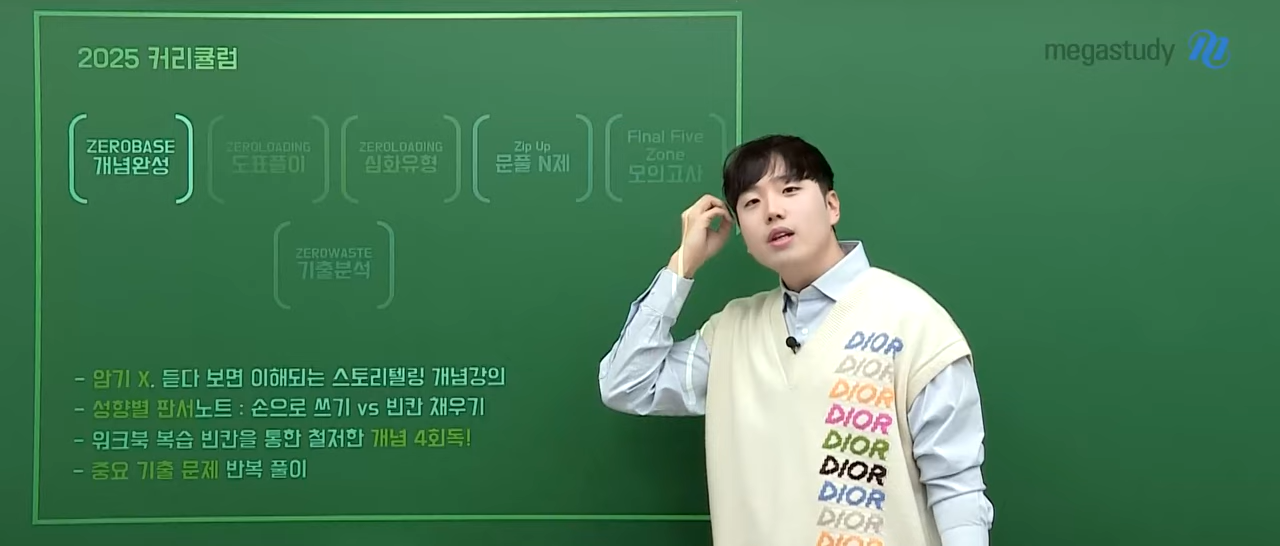 2025 커리큘럼
megastudy
ZEROBASE
개념완성
ZEROLOADING
도표풀이
ZEROLOADING
심화유형
Zip Up
문풀 N제
Final Five
Zone
모의고사
ZEROWASTE
기출분석
- 암기 X. 듣다 보면 이해되는 스토리텔링 개념강의
- 성향별 판서노트 : 손으로 쓰기 vs 빈칸 채우기
- 워크북 복습 빈칸을 통한 철저한 개념 4회독!
- 중요 기출 문제 반복 풀이
DIOR
DIOR
DIOR
DIOR
DIOR
DIOR
DIOR
DIOR
DIOR